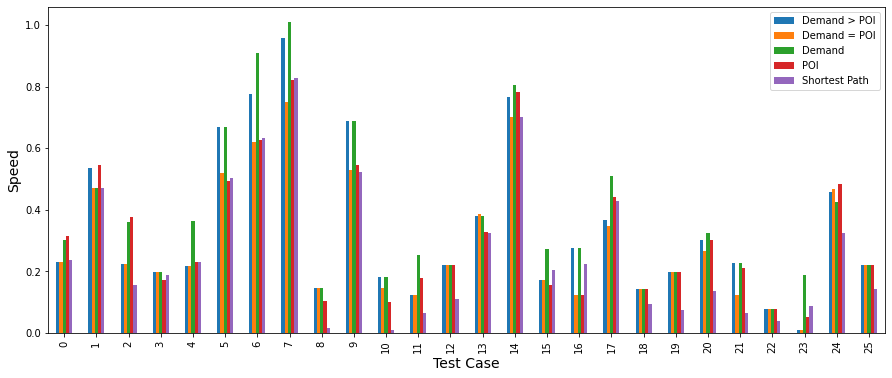 Demand > POI
Demand = POI
Demand
POI
Shortest Path
1.0
0.8
0.6
0.4
0.2
0.0
Speed
0 1 2 3 4 5 6 7 8 9 10 11 12 13 14 15 16 17 18 19 20 21 22 23 24 25
Test Case